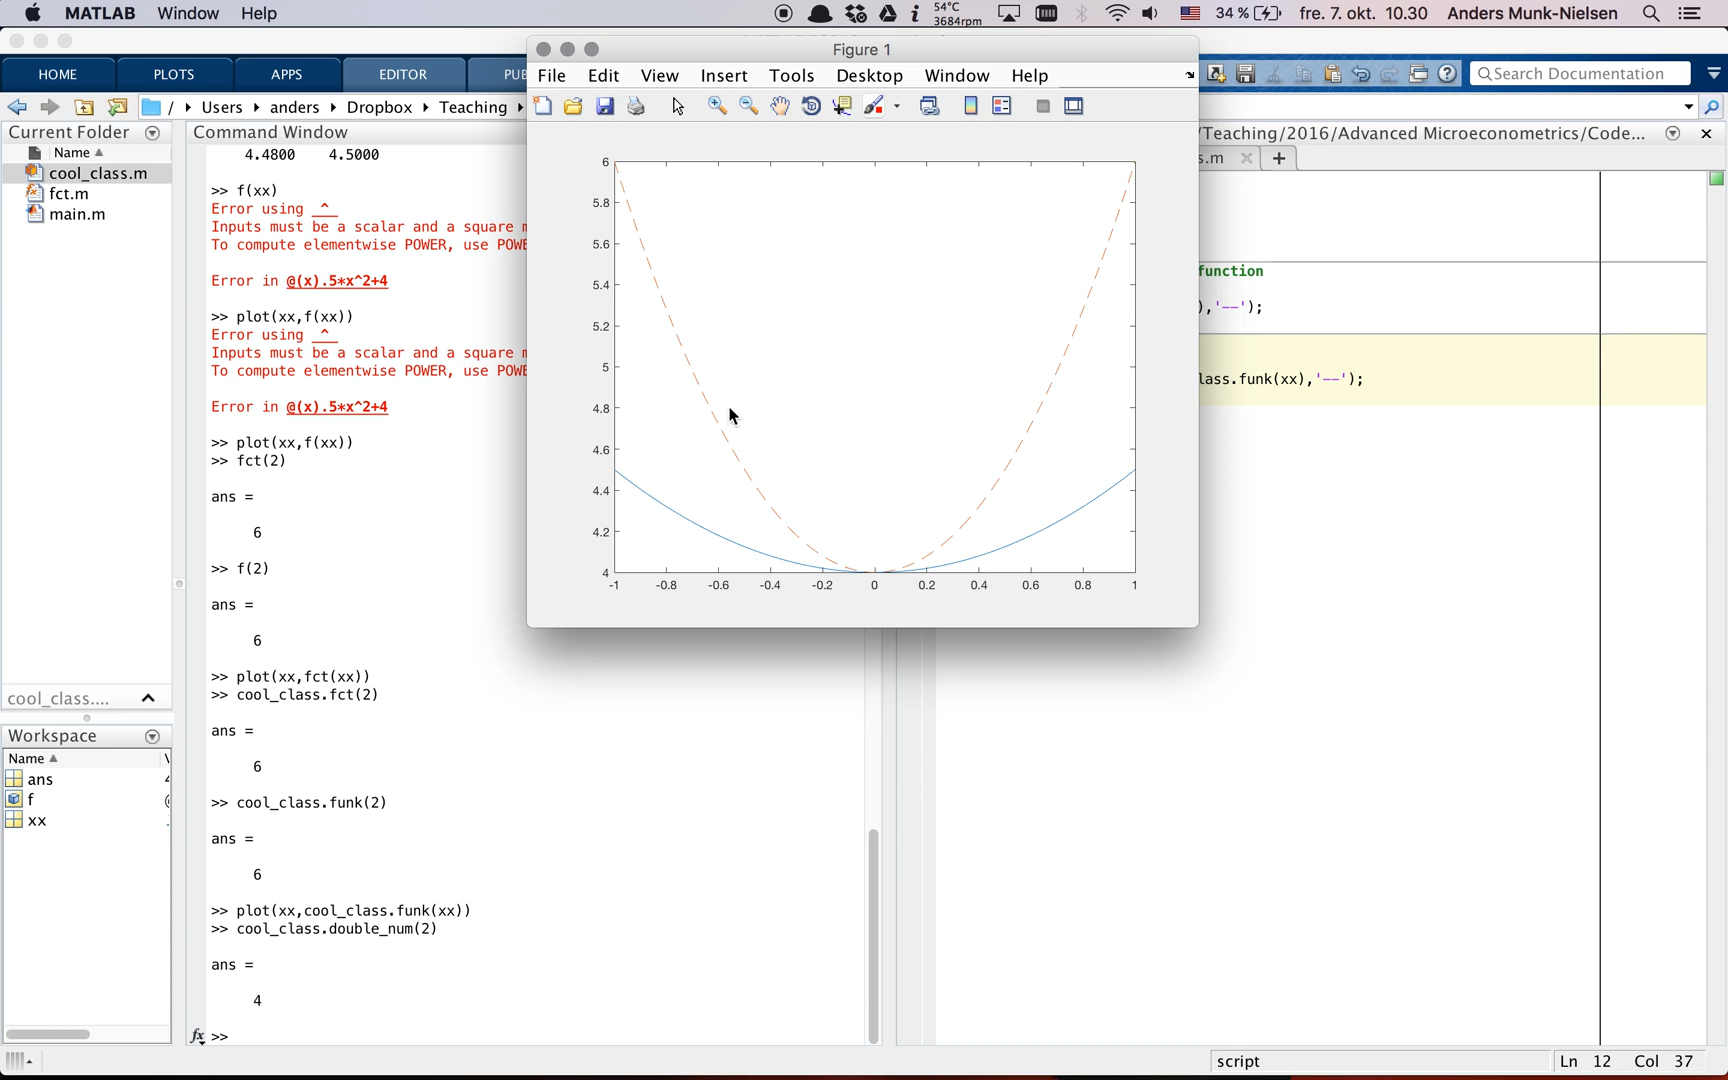 MATLAB Window Help
54°C
3684rpm
34 % fre. 7. okt. 10.30 Anders Munk-Nielsen
Figure 1
HOME PLOTS APPS EDITOR PUB
File Edit View Insert Tools Desktop Window Help
Search Documentation
/ Users anders Dropbox Teaching
Current Folder
Command Window
/Teaching/2016/Advanced Microeconometrics/Code...
Name
s.m
cool_class.m
fct.m
main.m
4.4800 4.5000
>> f(xx)
Error using ^
Inputs must be a scalar and a square m
To compute elementwise POWER, use POWE
Error in @(x).5*x^2+4
>> plot(xx,f(xx))
Error using ^
Inputs must be a scalar and a square m
To compute elementwise POWER, use POWE
Error in @(x).5*x^2+4
>> plot(xx,f(xx))
>> fct(2)
ans =
6
>> f(2)
ans =
6
>> plot(xx,fct(xx))
>> cool_class.fct(2)
ans =
6
>> cool_class.funk(2)
ans =
6
>> plot(xx,cool_class.funk(xx))
>> cool_class.double_num(2)
ans =
4
fx >>
6
5.8
5.6
5.4
5.2
5
4.8
4.6
4.4
4.2
4
-1 -0.8 -0.6 -0.4 -0.2 0 0.2 0.4 0.6 0.8 1
function
),'--');
lass.funk(xx),'--');
cool_class....
Workspace
Name
ans
f
xx
script Ln 12 Col 37